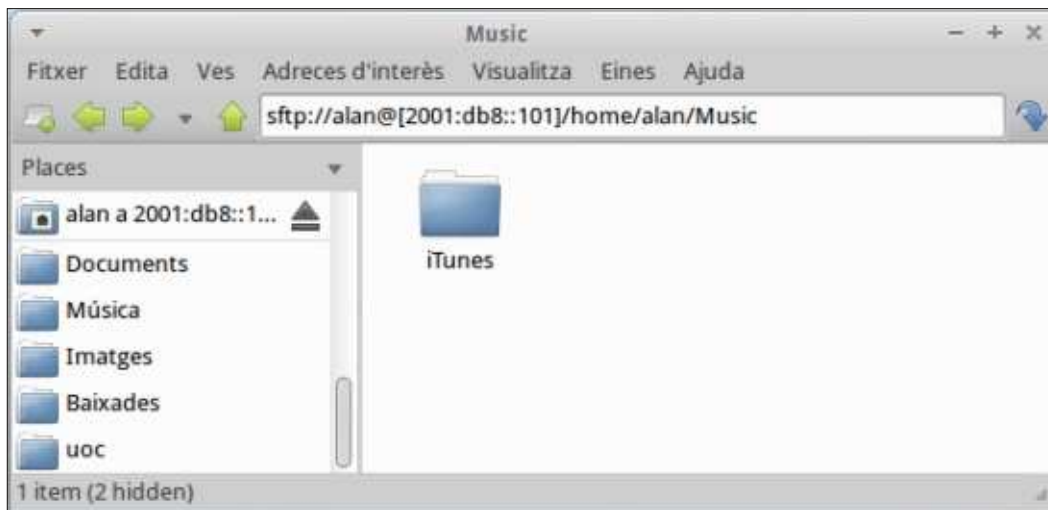 Music
Fitxer Edita Ves Adreces d'interès Visualitza Eines Ajuda
sftp://alan@[2001:db8::101]/home/alan/Music
Places
alan a 2001:db8::1...
Documents
Música
Imatges
Baixades
uoc
iTunes
1 item (2 hidden)